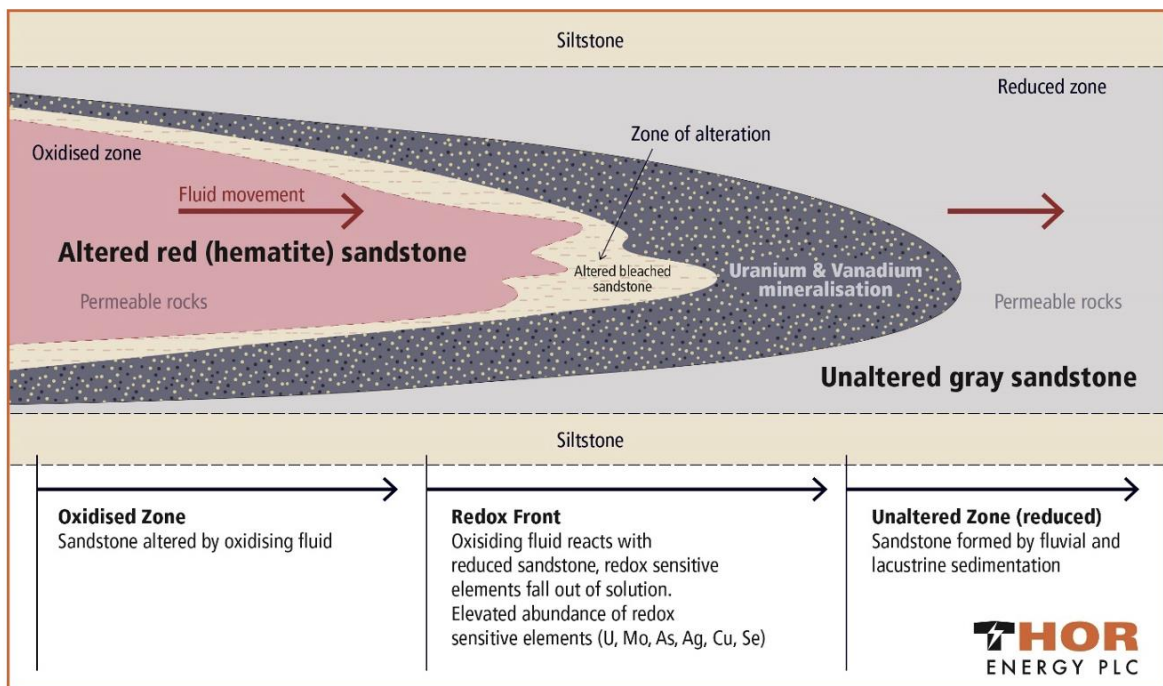 Siltstone
Reduced zone
Zone of alteration
Oxidised zone
Fluid movement
Altered red (hematite) sandstone
Altered bleached
sandstone
Uranium & Vanadium
mineralisation
Permeable rocks
Permeable rocks
Unaltered gray sandstone
Siltstone
Oxidised Zone
Sandstone altered by oxidising fluid
Redox Front
Oxisiding fluid reacts with
reduced sandstone, redox sensitive
elements fall out of solution.
Elevated abundance of redox
sensitive elements (U, Mo, As, Ag, Cu, Se)
Unaltered Zone (reduced)
Sandstone formed by fluvial and
lacustrine sedimentation
THOR
ENERGY PLC